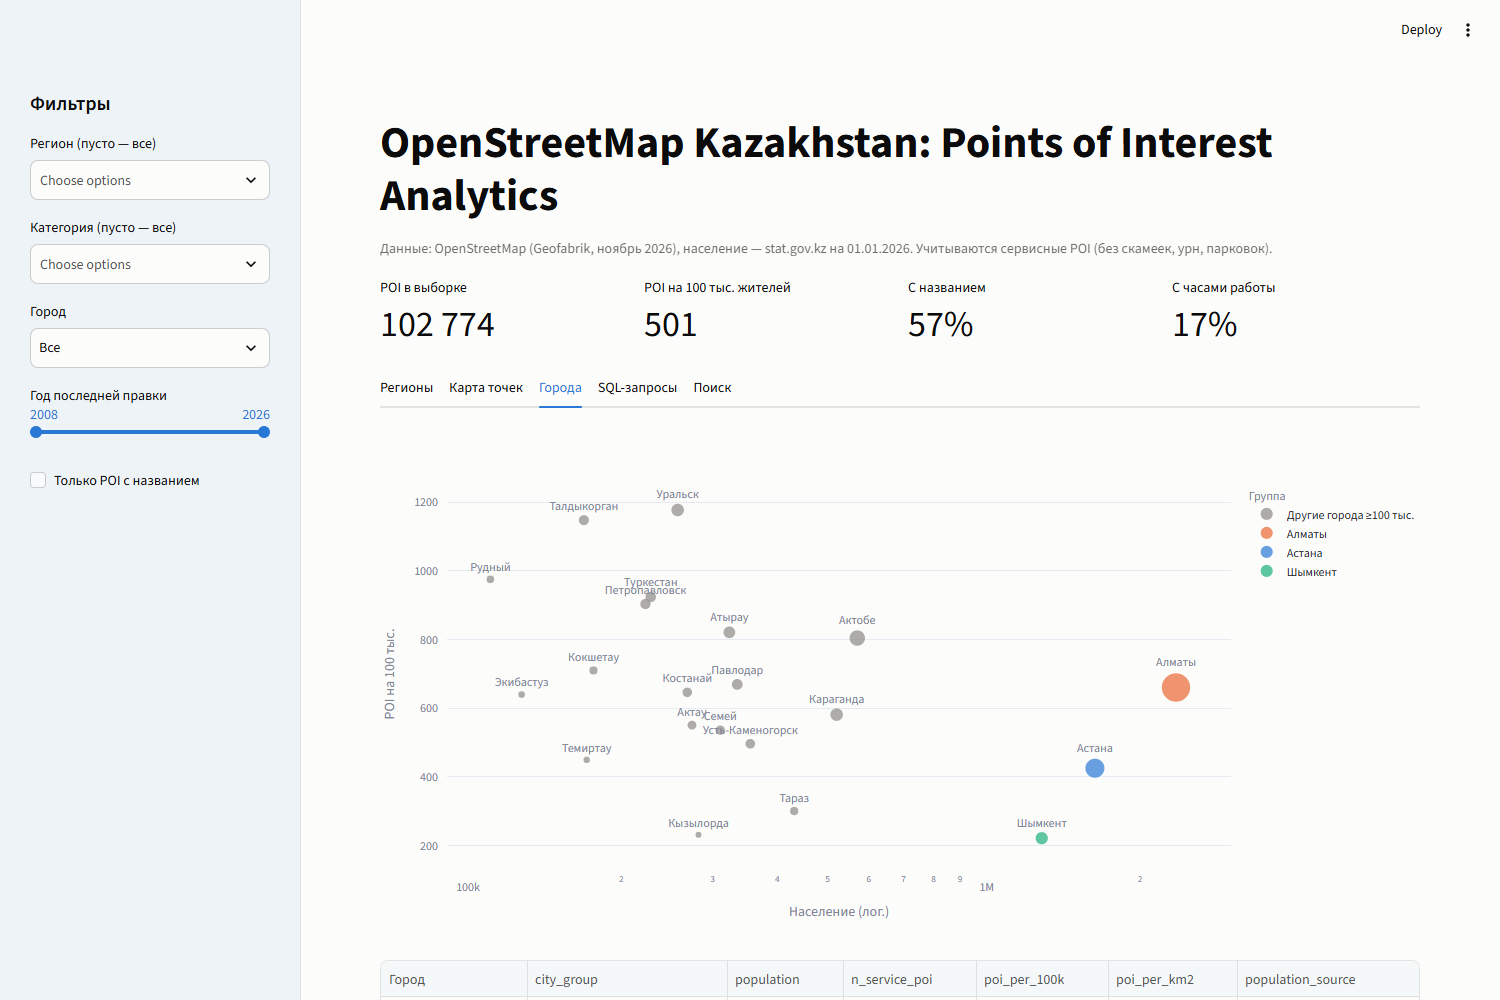 Deploy
Фильтры
Регион (пусто — все)
Choose options
Категория (пусто — все)
Choose options
Город
Все
Год последней правки
2008 2026
Только POI с названием
OpenStreetMap Kazakhstan: Points of Interest
Analytics
Данные: OpenStreetMap (Geofabrik, ноябрь 2026), население — stat.gov.kz на 01.01.2026. Учитываются сервисные POI (без скамеек, урн, парковок).
POI в выборке
102 774
POI на 100 тыс. жителей
501
С названием
57%
С часами работы
17%
Регионы Карта точек Города SQL-запросы Поиск
POI на 100 тыс.
1200
1000
800
600
400
200
Уральск
Талдыкорган
Рудный
Туркестан
Петропавловск
Атырау
Актобе
Кокшетау
Алматы
Павлодар
Костанай
Экибастуз
Караганда
Актау
Семей
Усть-Каменогорск
Темиртау
Астана
Тараз
Кызылорда
Шымкент
100k 2 3 4 5 6 7 8 9 1M 2
Население (лог.)
Группа
Другие города ≥100 тыс.
Алматы
Астана
Шымкент
Город city_group population n_service_poi poi_per_100k poi_per_km2 population_source